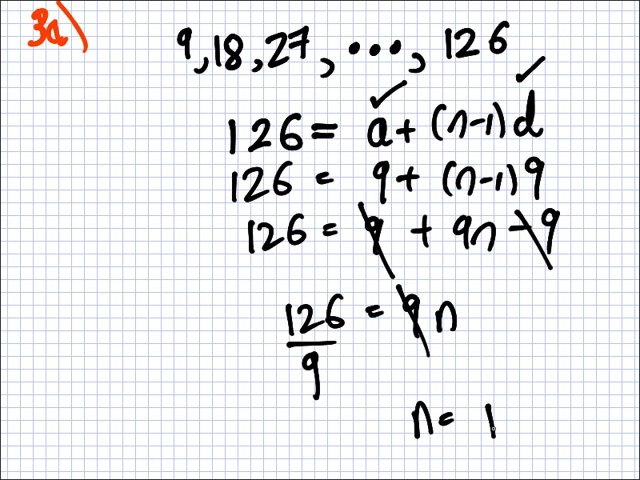 3a)
9, 18, 27, ..., 126
126 = a + (n-1) d
126 = 9 + (n-1) 9
126 = 9 + 9n - 9
126/9 = 9n
n = 1